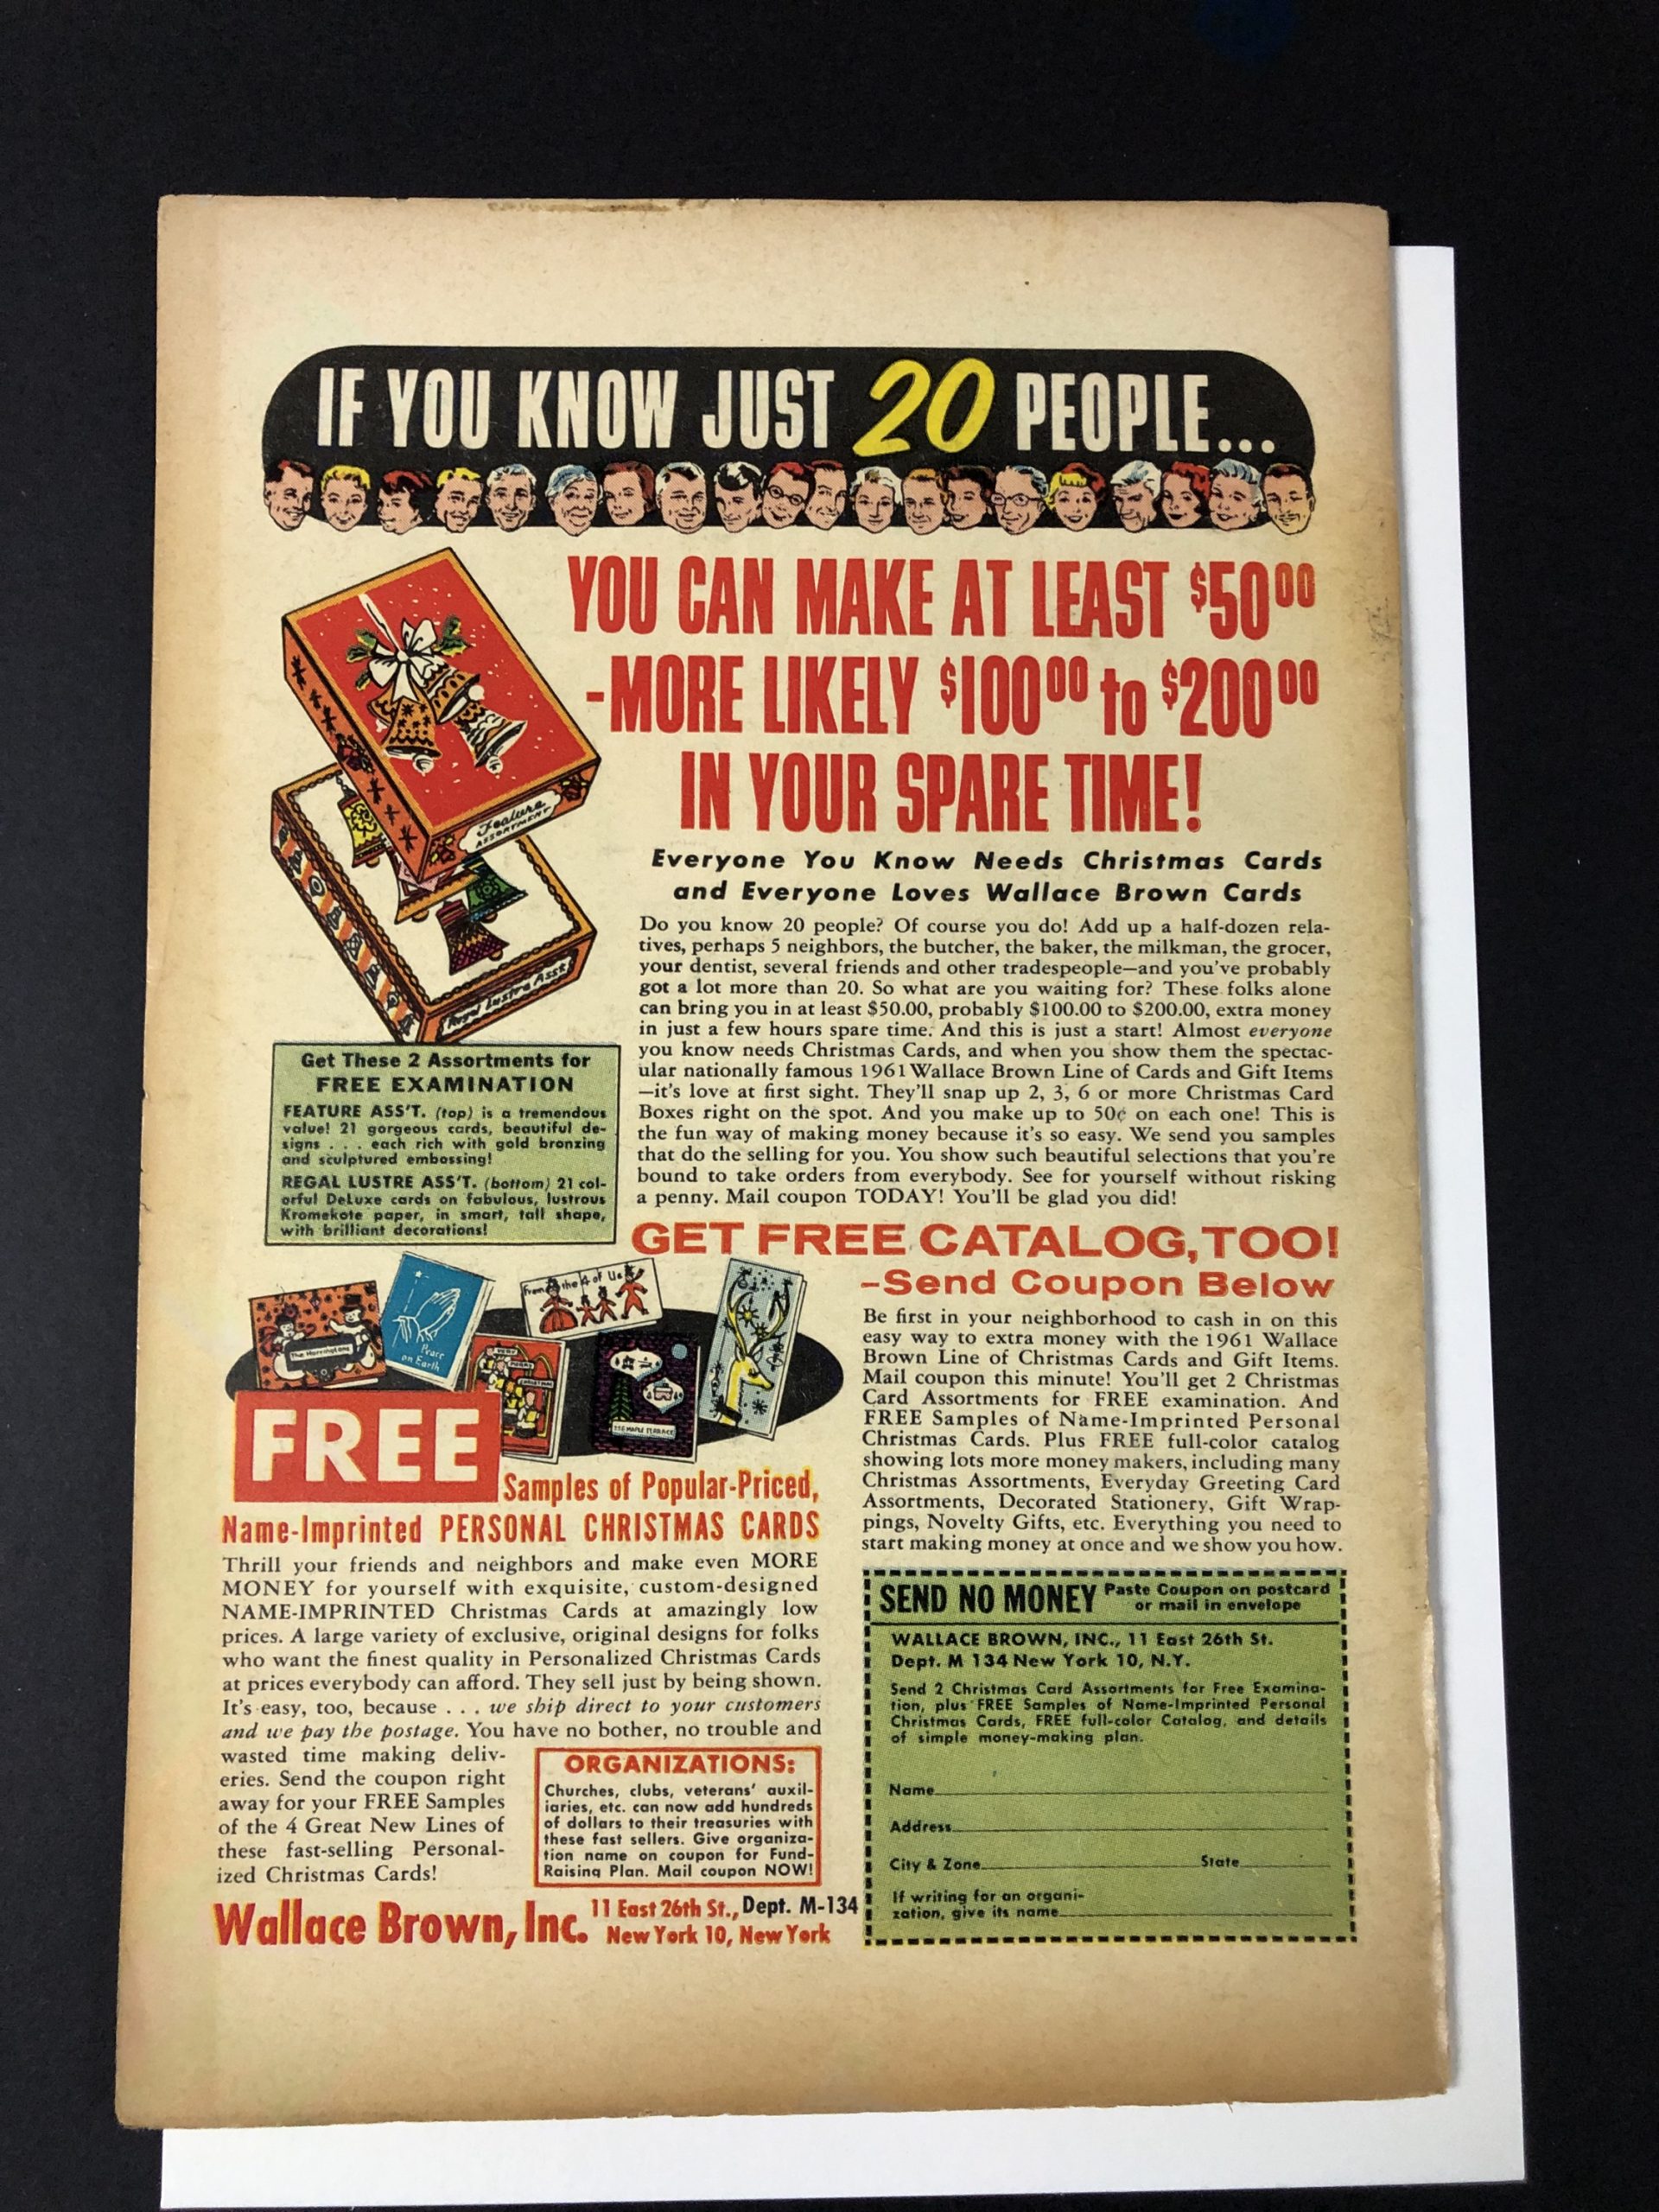 IF YOU KNOW JUST 20 PEOPLE...
YOU CAN MAKE AT LEAST $50 00
-MORE LIKELY $100 00 to $200 00
IN YOUR SPARE TIME!
Feature
ASSORTMENT
Regal Lustre Asst
Everyone You Know Needs Christmas Cards
and Everyone Loves Wallace Brown Cards
Do you know 20 people? Of course you do! Add up a half-dozen rela-
tives, perhaps 5 neighbors, the butcher, the baker, the milkman, the grocer,
your dentist, several friends and other tradespeople—and you've probably
got a lot more than 20. So what are you waiting for? These folks alone
can bring you in at least $50.00, probably $100.00 to $200.00, extra money
in just a few hours spare time. And this is just a start! Almost everyone
you know needs Christmas Cards, and when you show them the spectac-
ular nationally famous 1961 Wallace Brown Line of Cards and Gift Items
—it's love at first sight. They'll snap up 2, 3, 6 or more Christmas Card
Boxes right on the spot. And you make up to 50¢ on each one! This is
the fun way of making money because it's so easy. We send you samples
that do the selling for you. You show such beautiful selections that you're
bound to take orders from everybody. See for yourself without risking
a penny. Mail coupon TODAY! You'll be glad you did!
Get These 2 Assortments for
FREE EXAMINATION
FEATURE ASS'T. (top) is a tremendous
value! 21 gorgeous cards, beautiful de-
signs . . . each rich with gold bronzing
and sculptured embossing!
REGAL LUSTRE ASS'T. (bottom) 21 col-
orful DeLuxe cards on fabulous, lustrous
Kromekote paper, in smart, tall shape,
with brilliant decorations!
GET FREE CATALOG, TOO!
–Send Coupon Below
Be first in your neighborhood to cash in on this
easy way to extra money with the 1961 Wallace
Brown Line of Christmas Cards and Gift Items.
Mail coupon this minute! You'll get 2 Christmas
Card Assortments for FREE examination. And
FREE Samples of Name-Imprinted Personal
Christmas Cards. Plus FREE full-color catalog
showing lots more money makers, including many
Christmas Assortments, Everyday Greeting Card
Assortments, Decorated Stationery, Gift Wrap-
pings, Novelty Gifts, etc. Everything you need to
start making money at once and we show you how.
The Harringtons
Peace
on Earth
From the 4 of Us
VERY
MERRY
CHRISTMAS
226 MAPLE TERRACE
FREE
Samples of Popular-Priced,
Name-Imprinted PERSONAL CHRISTMAS CARDS
Thrill your friends and neighbors and make even MORE
MONEY for yourself with exquisite, custom-designed
NAME-IMPRINTED Christmas Cards at amazingly low
prices. A large variety of exclusive, original designs for folks
who want the finest quality in Personalized Christmas Cards
at prices everybody can afford. They sell just by being shown.
It's easy, too, because . . . we ship direct to your customers
and we pay the postage. You have no bother, no trouble and
wasted time making deliv-
eries. Send the coupon right
away for your FREE Samples
of the 4 Great New Lines of
these fast-selling Personal-
ized Christmas Cards!
ORGANIZATIONS:
Churches, clubs, veterans' auxil-
iaries, etc. can now add hundreds
of dollars to their treasuries with
these fast sellers. Give organiza-
tion name on coupon for Fund-
Raising Plan. Mail coupon NOW!
Wallace Brown, Inc.
11 East 26th St., Dept. M-134
New York 10, New York
SEND NO MONEY Paste Coupon on postcard
or mail in envelope
WALLACE BROWN, INC., 11 East 26th St.
Dept. M 134 New York 10, N.Y.
Send 2 Christmas Card Assortments for Free Examina-
tion, plus FREE Samples of Name-Imprinted Personal
Christmas Cards, FREE full-color Catalog, and details
of simple money-making plan.
Name
Address
City & Zone State
If writing for an organi-
zation, give its name